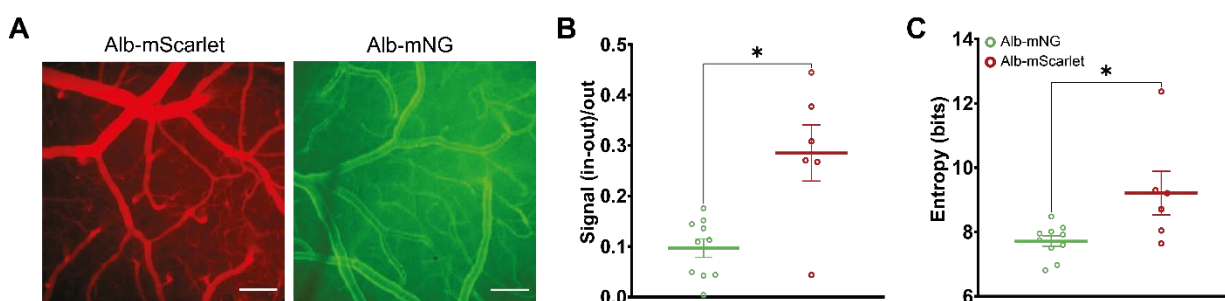 A
Alb-mScarlet
Alb-mNG
B
Signal (in-out)/out
0.5
0.4
0.3
0.2
0.1
0.0
*
C
Entropy (bits)
14
12
10
8
6
Alb-mNG
Alb-mScarlet
*